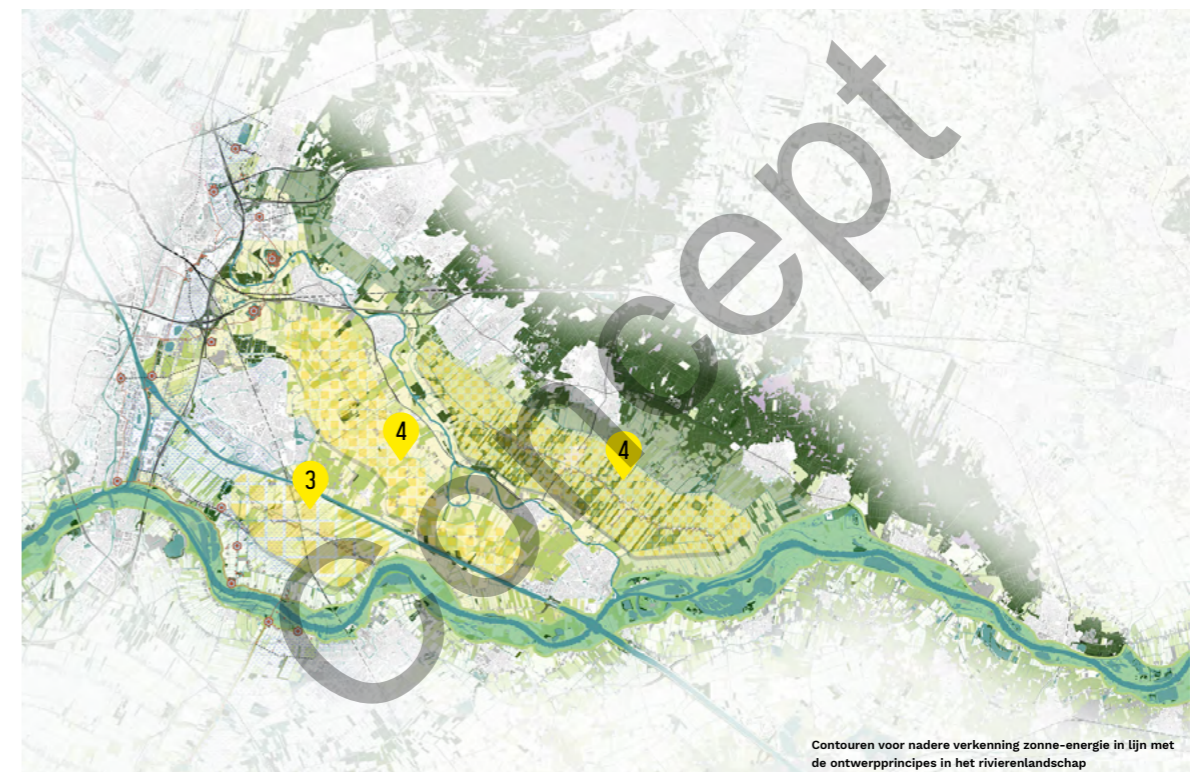 Concept
4
4
3
Contouren voor nadere verkenning zonne-energie in lijn met
de ontwerpprincipes in het rivierenlandschap